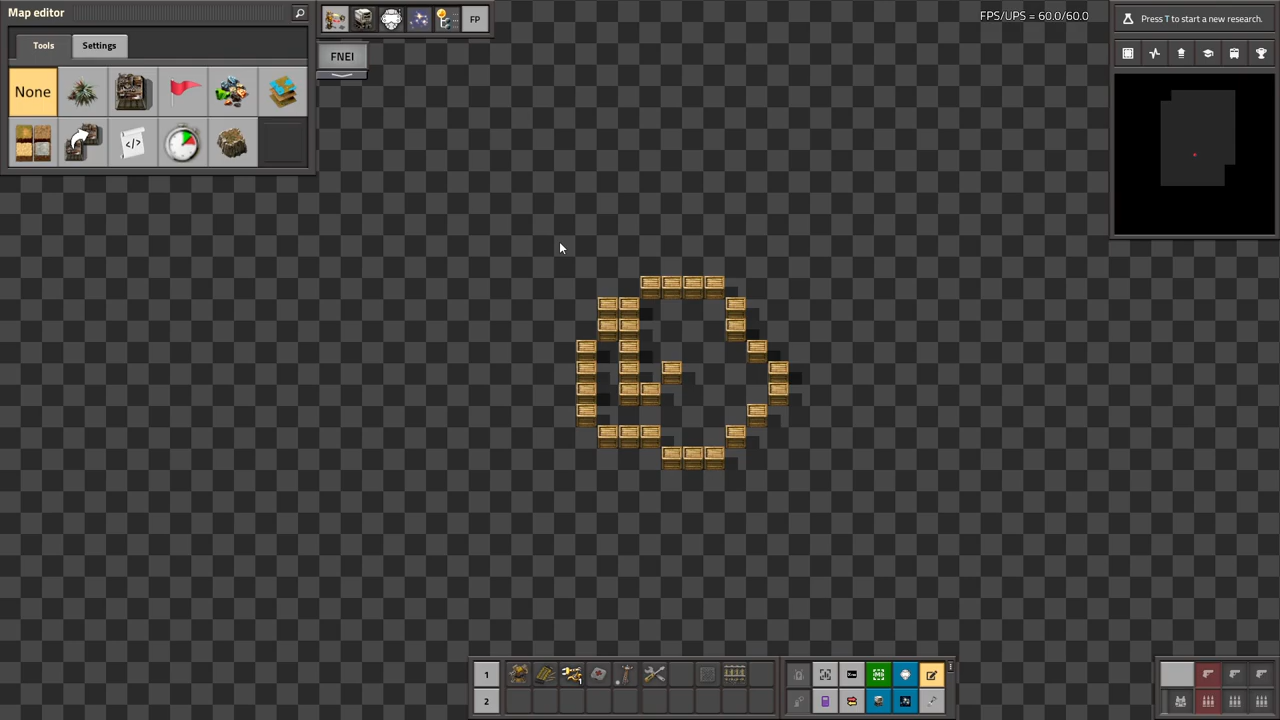 Map editor
FP
FPS/UPS = 60.0/60.0
Press T to start a new research.
Tools
Settings
FNEI
None
</>
1
1
2